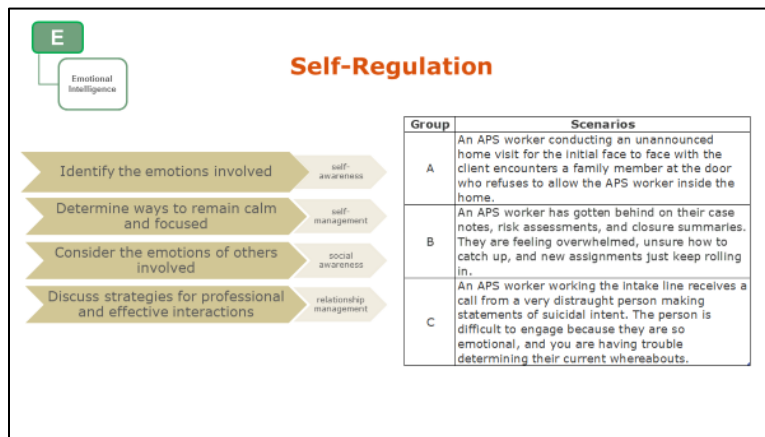 E
Emotional
Intelligence
Self-Regulation
Identify the emotions involved
self-
awareness
Determine ways to remain calm
and focused
self-
management
Consider the emotions of others
involved
social
awareness
Discuss strategies for professional
and effective interactions
relationship
management
Group Scenarios
A
An APS worker conducting an unannounced
home visit for the initial face to face with the
client encounters a family member at the door
who refuses to allow the APS worker inside the
home.
B
An APS worker has gotten behind on their case
notes, risk assessments, and closure summaries.
They are feeling overwhelmed, unsure how to
catch up, and new assignments just keep rolling
in.
C
An APS worker working the intake line receives a
call from a very distraught person making
statements of suicidal intent. The person is
difficult to engage because they are so
emotional, and you are having trouble
determining their current whereabouts.